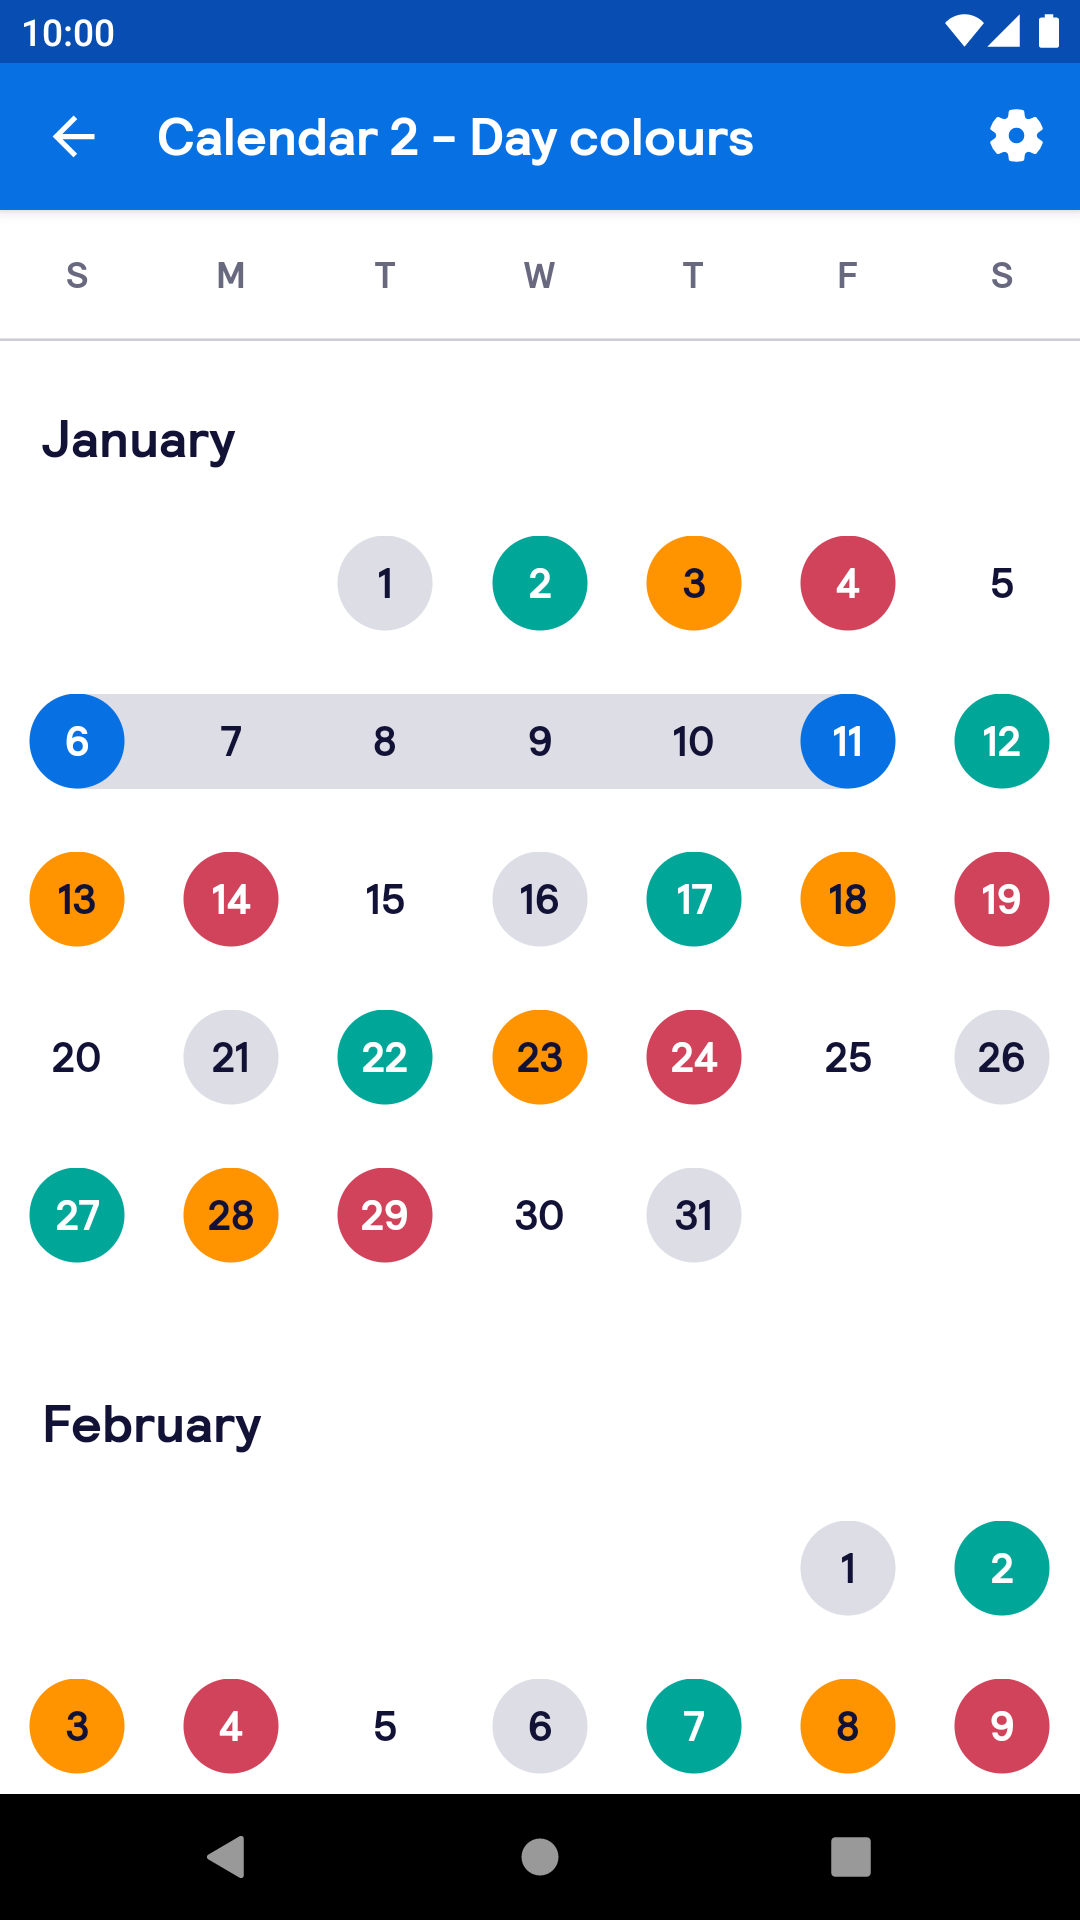 10:00
Calendar 2 – Day colours
S M T W T F S
January
1 2 3 4 5
6 7 8 9 10 11 12
13 14 15 16 17 18 19
20 21 22 23 24 25 26
27 28 29 30 31
February
1 2
3 4 5 6 7 8 9